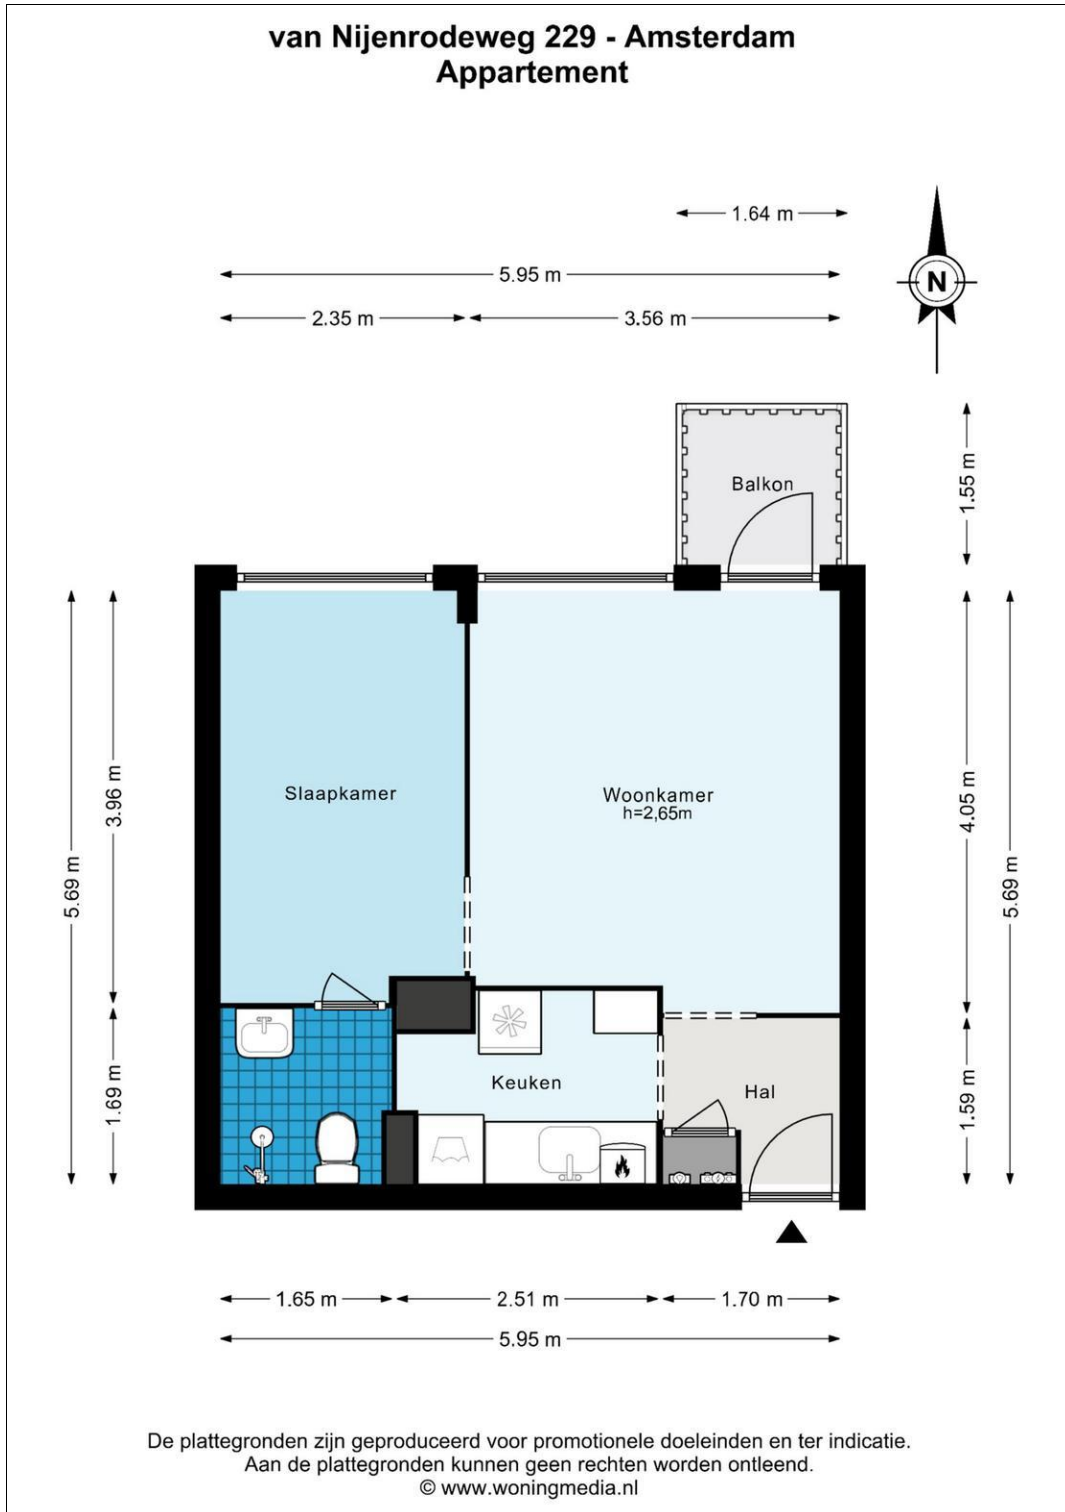 van Nijenrodeweg 229 - Amsterdam
Appartement
1.64 m
5.95 m
2.35 m
3.56 m
N
Balkon
1.55 m
Slaapkamer
Woonkamer
h=2,65m
3.96 m
5.69 m
4.05 m
5.69 m
Keuken
Hal
1.69 m
1.59 m
1.65 m
2.51 m
1.70 m
5.95 m
De plattegronden zijn geproduceerd voor promotionele doeleinden en ter indicatie.
Aan de plattegronden kunnen geen rechten worden ontleend.
© www.woningmedia.nl